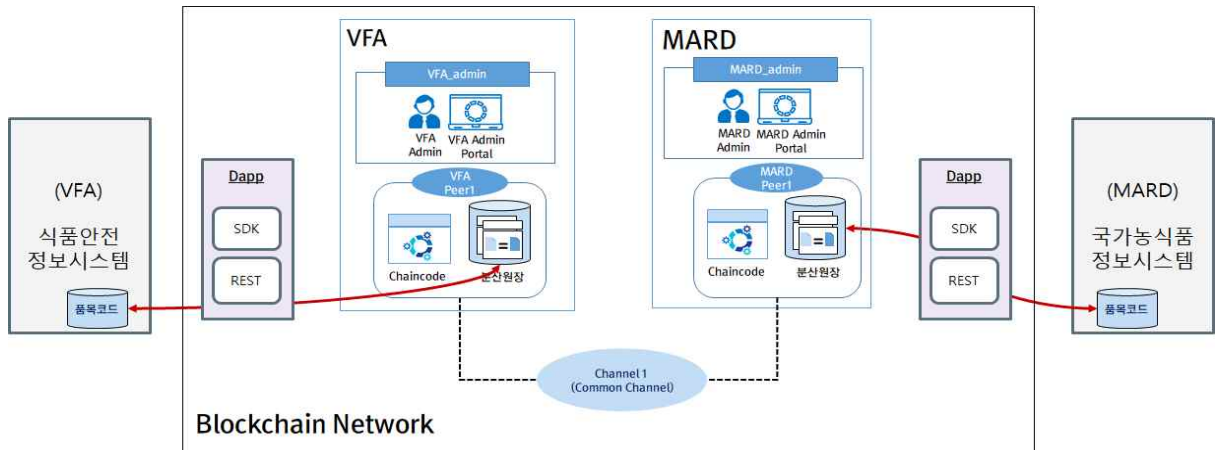 VFA
VFA_admin
VFA
Admin
VFA Admin
Portal
VFA
Peer1
Chaincode
분산원장
MARD
MARD_admin
MARD
Admin
MARD Admin
Portal
MARD
Peer1
Chaincode
분산원장
(VFA)
식품안전
정보시스템
품목코드
Dapp
SDK
REST
Dapp
SDK
REST
(MARD)
국가농식품
정보시스템
품목코드
Channel 1
(Common Channel)
Blockchain Network